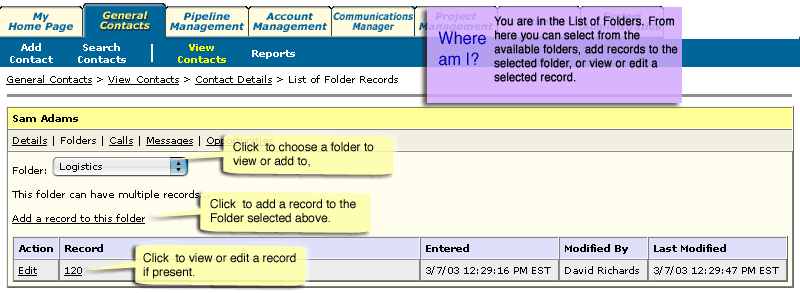 My
Home Page
General
Contacts
Pipeline
Management
Account
Management
Communications
Manager
Project
Management
Where
am I?
You are in the List of Folders. From
here you can select from the
available folders, add records to the
selected folder, or view or edit a
selected record.
Add
Contact
Search
Contacts
|
View
Contacts
Reports
General Contacts > View Contacts > Contact Details > List of Folder Records
Sam Adams
Details | Folders | Calls | Messages | Opportunities
Click to choose a folder to
view or add to,
Folder: Logistics
This folder can have multiple records
Click to add a record to the
Folder selected above.
Add a record to this folder
Action Record Entered Modified By Last Modified
Click to view or edit a record
if present.
Edit 120 3/7/03 12:29:16 PM EST David Richards 3/7/03 12:29:47 PM EST